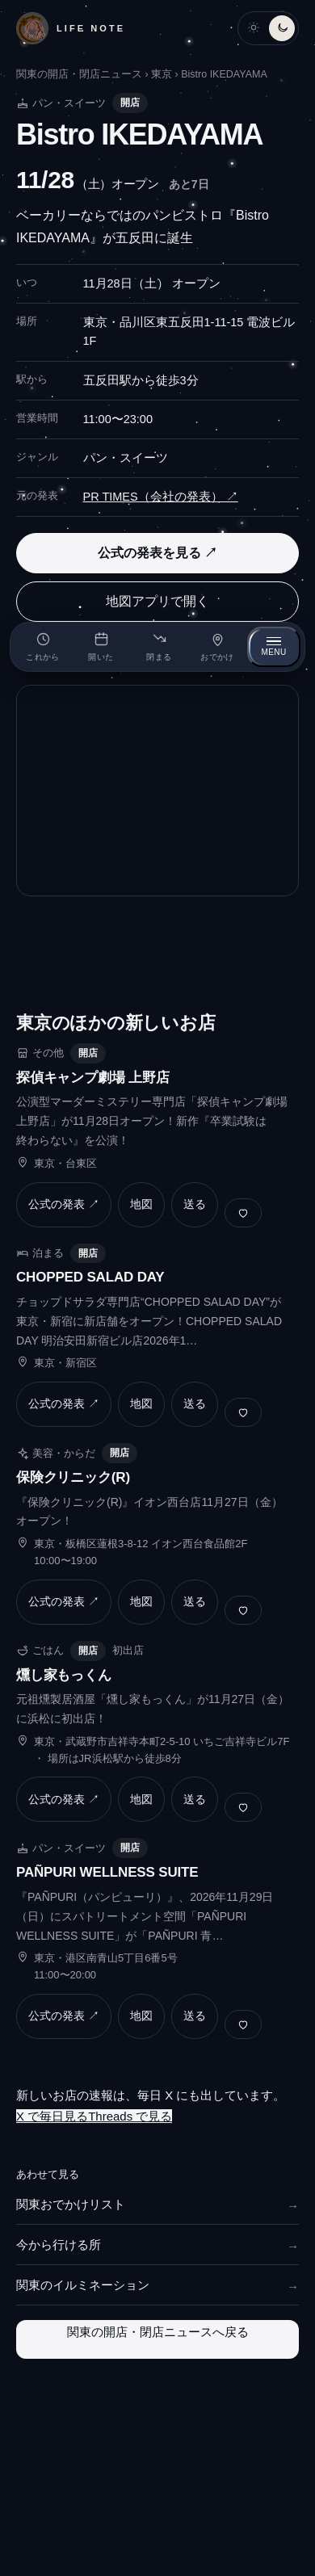 LIFE NOTE
関東の開店・閉店ニュース › 東京 › Bistro IKEDAYAMA
パン・スイーツ 開店
Bistro IKEDAYAMA
11/28（土）オープン あと7日
ベーカリーならではのパンビストロ『Bistro
IKEDAYAMA』が五反田に誕生
いつ 11月28日（土） オープン
場所 東京・品川区東五反田1-11-15 電波ビル
1F
駅から 五反田駅から徒歩3分
営業時間 11:00〜23:00
ジャンル パン・スイーツ
元の発表 PR TIMES（会社の発表） ↗
公式の発表を見る ↗
地図アプリで開く
これから 開いた 閉まる おでかけ MENU
東京のほかの新しいお店
その他 開店
探偵キャンプ劇場 上野店
公演型マーダーミステリー専門店「探偵キャンプ劇場
上野店」が11月28日オープン！新作『卒業試験は
終わらない』を公演！
東京・台東区
公式の発表 ↗ 地図 送る
泊まる 開店
CHOPPED SALAD DAY
チョップドサラダ専門店“CHOPPED SALAD DAY”が
東京・新宿に新店舗をオープン！CHOPPED SALAD
DAY 明治安田新宿ビル店2026年1…
東京・新宿区
公式の発表 ↗ 地図 送る
美容・からだ 開店
保険クリニック(R)
『保険クリニック(R)』イオン西台店11月27日（金）
オープン！
東京・板橋区蓮根3-8-12 イオン西台食品館2F
10:00〜19:00
公式の発表 ↗ 地図 送る
ごはん 開店 初出店
燻し家もっくん
元祖燻製居酒屋「燻し家もっくん」が11月27日（金）
に浜松に初出店！
東京・武蔵野市吉祥寺本町2-5-10 いちご吉祥寺ビル7F
・ 場所はJR浜松駅から徒歩8分
公式の発表 ↗ 地図 送る
パン・スイーツ 開店
PAÑPURI WELLNESS SUITE
『PAÑPURI（パンピューリ）』、2026年11月29日
（日）にスパトリートメント空間「PAÑPURI
WELLNESS SUITE」が「PAÑPURI 青…
東京・港区南青山5丁目6番5号
11:00〜20:00
公式の発表 ↗ 地図 送る
新しいお店の速報は、毎日 X にも出しています。
X で毎日見るThreads で見る
あわせて見る
関東おでかけリスト →
今から行ける所 →
関東のイルミネーション →
関東の開店・閉店ニュースへ戻る